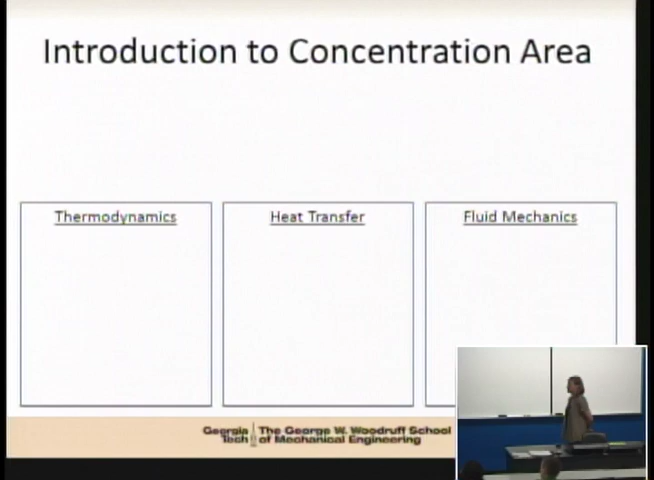 Introduction to Concentration Area
Thermodynamics
Heat Transfer
Fluid Mechanics
Georgia Tech
The George W. Woodruff School
of Mechanical Engineering